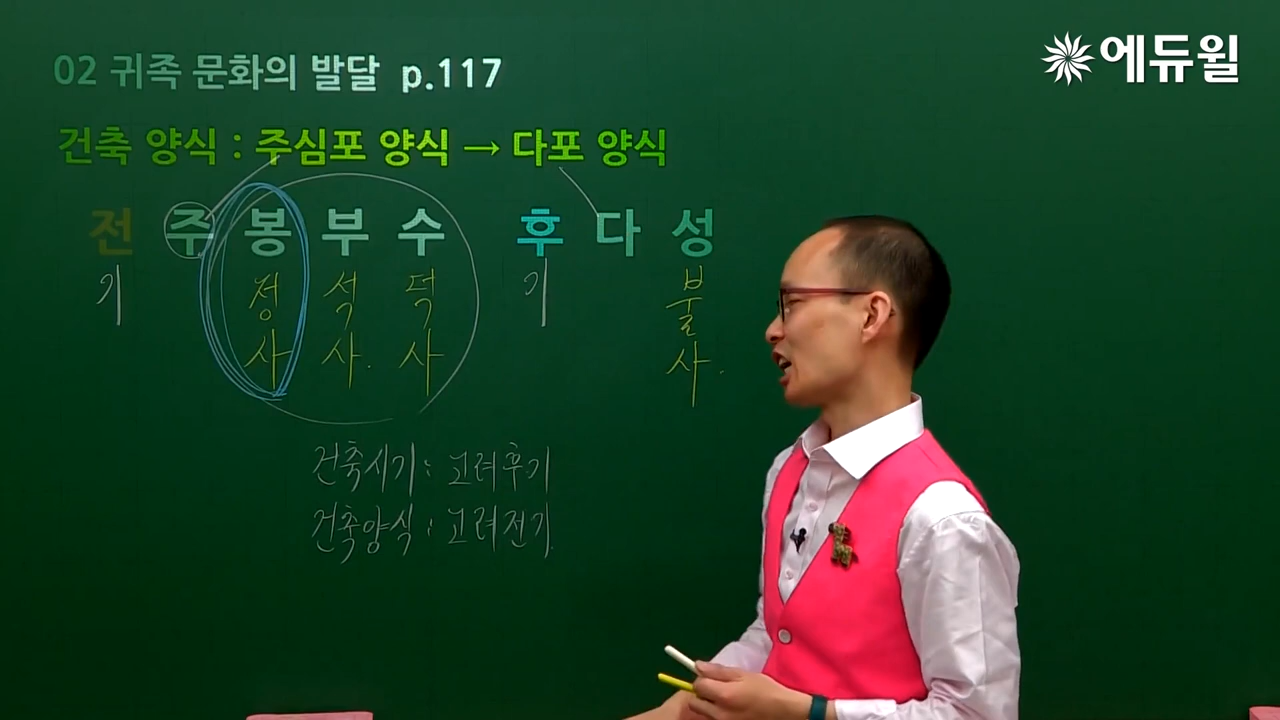 02 귀족 문화의 발달 p.117
에듀윌
건축 양식 : 주심포 양식 → 다포 양식
전 주 봉 부 수 후 다 성
기 정 석 덕 기 불
사 사. 사 사.
건축시기 : 고려후기
건축양식 : 고려전기.